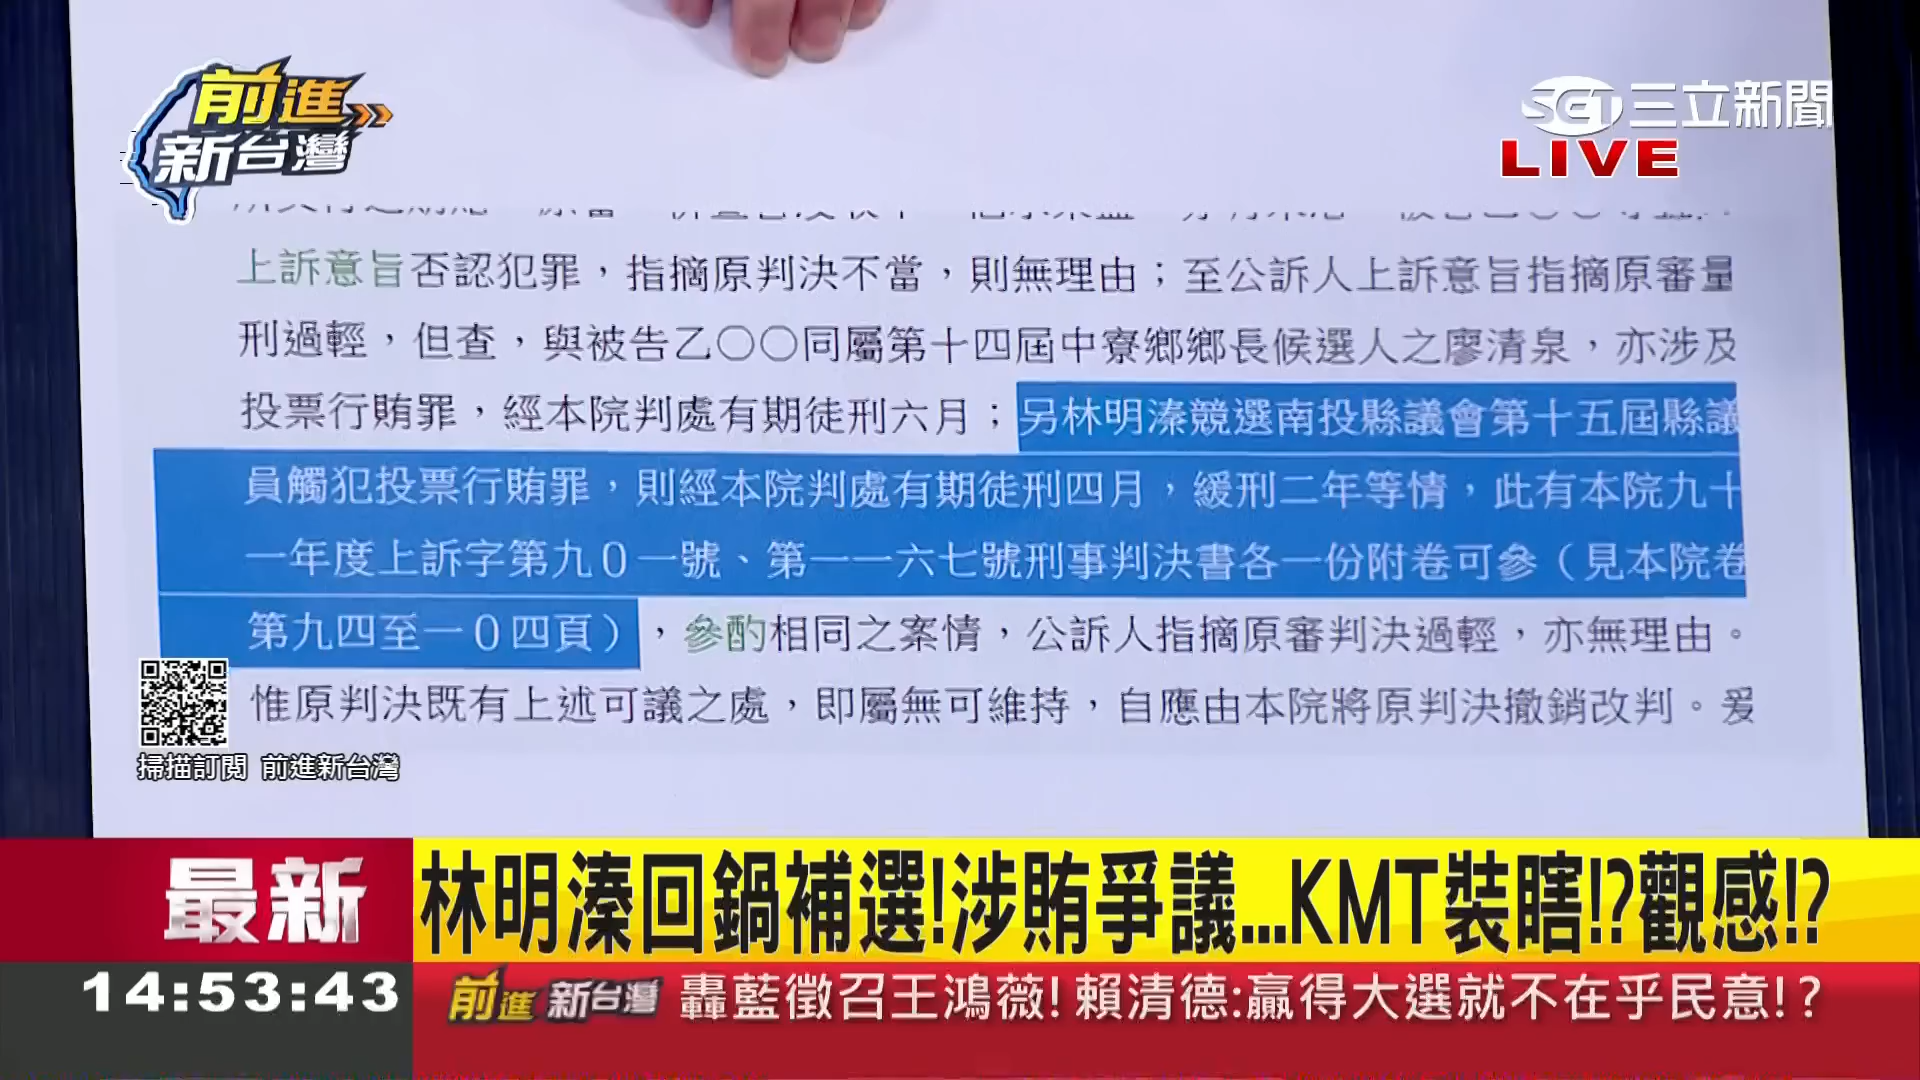 前進
新台灣
SET三立新聞
LIVE
上訴意旨否認犯罪，指摘原判決不當，則無理由；至公訴人上訴意旨指摘原審量
刑過輕，但查，與被告乙〇〇同屬第十四屆中寮鄉鄉長候選人之廖清泉，亦涉及
投票行賄罪，經本院判處有期徒刑六月；另林明溱競選南投縣議會第十五屆縣議
員觸犯投票行賄罪，則經本院判處有期徒刑四月，緩刑二年等情，此有本院九十
一年度上訴字第九０一號、第一一六七號刑事判決書各一份附卷可參（見本院卷
第九四至一０四頁），參酌相同之案情，公訴人指摘原審判決過輕，亦無理由。
惟原判決既有上述可議之處，即屬無可維持，自應由本院將原判決撤銷改判。爰
掃描訂閱 前進新台灣
最新
林明溱回鍋補選!涉賄爭議...KMT裝瞎!?觀感!?
14:53:43
前進新台灣 轟藍徵召王鴻薇!賴清德:贏得大選就不在乎民意!?